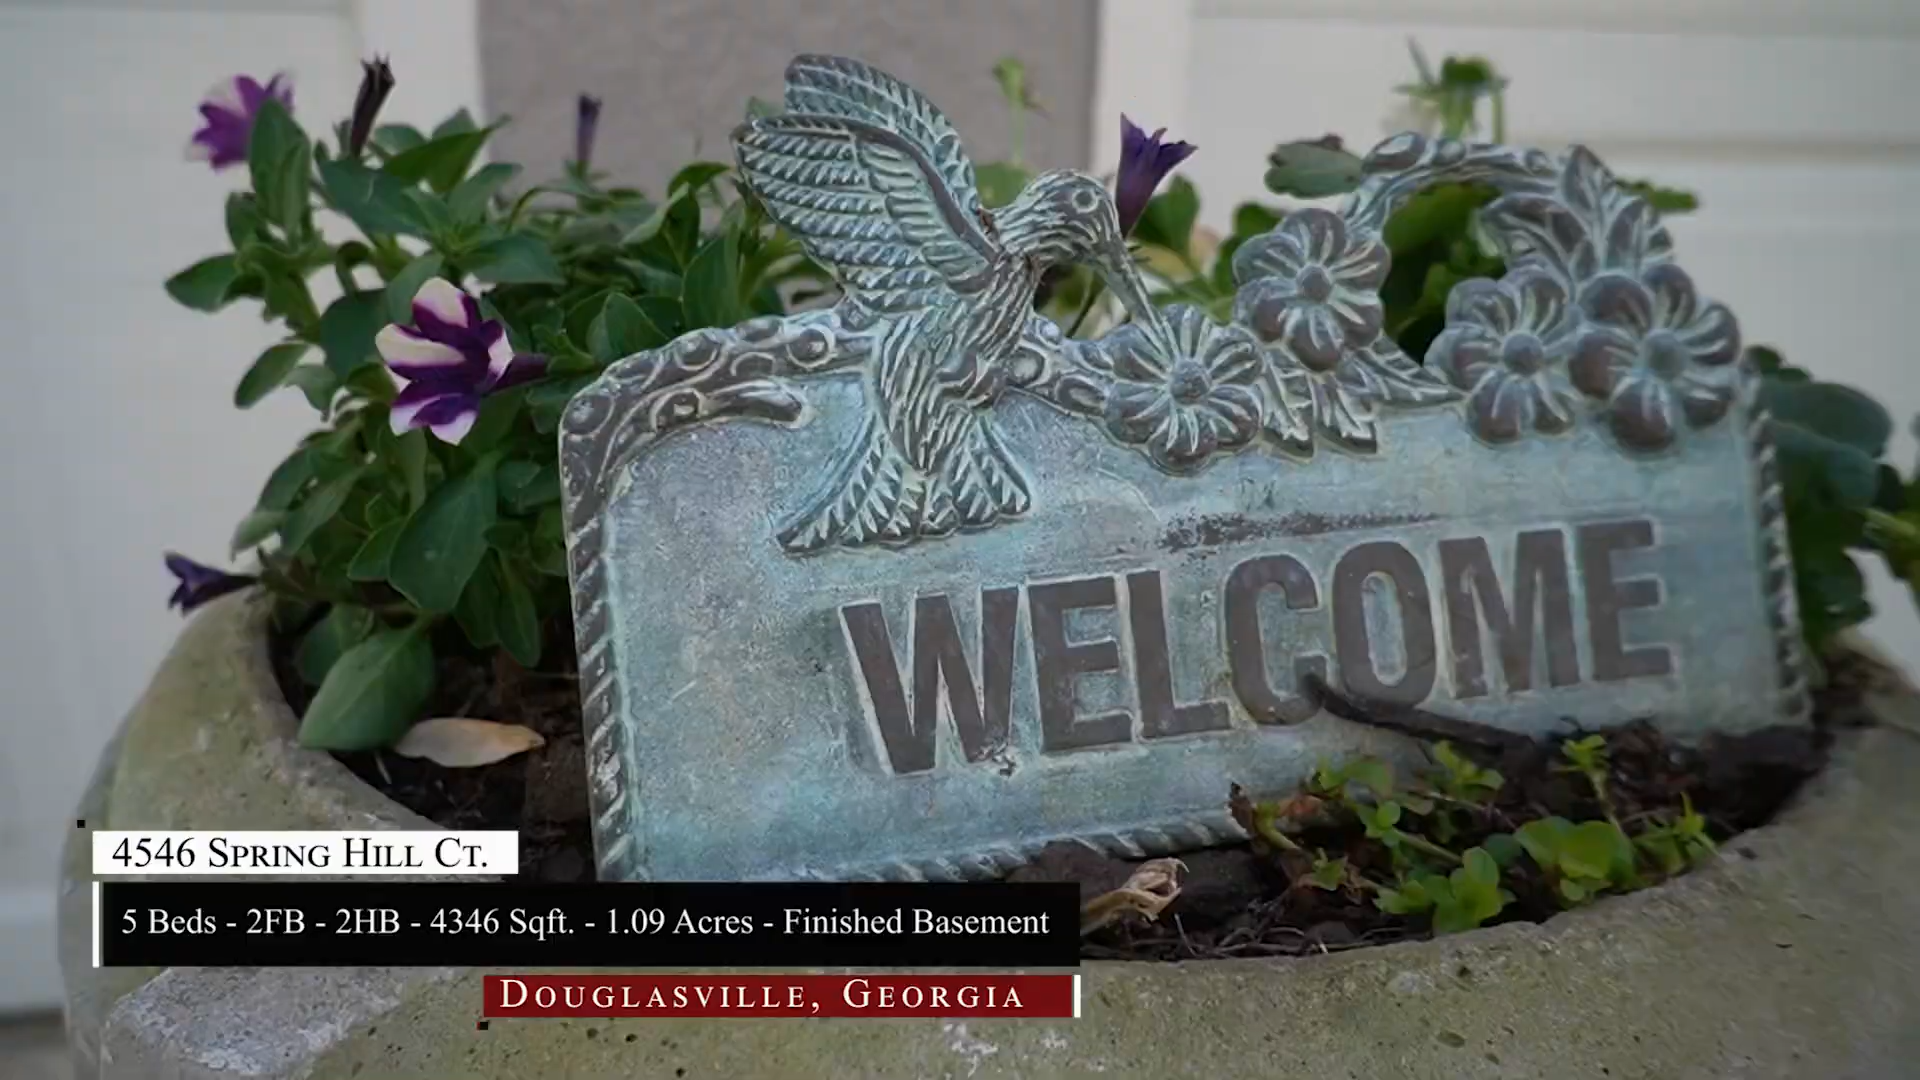 WELCOME
4546 Spring Hill Ct.
5 Beds - 2FB - 2HB - 4346 Sqft. - 1.09 Acres - Finished Basement
Douglasville, Georgia